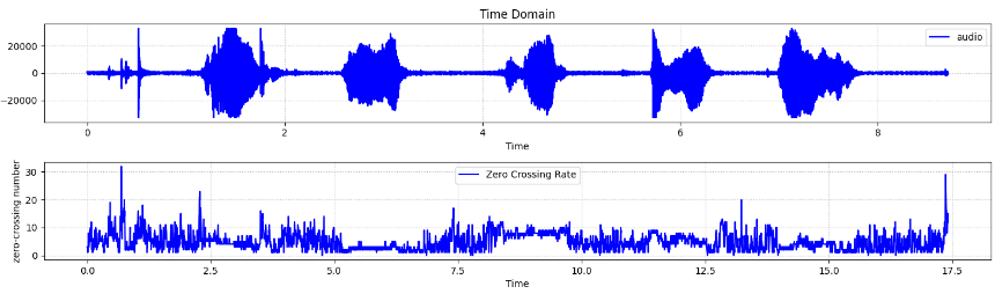 Time Domain
audio
20000
0
−20000
0 2 4 6 8
Time
zero-crossing number
Zero Crossing Rate
30
20
10
0
0.0 2.5 5.0 7.5 10.0 12.5 15.0 17.5
Time